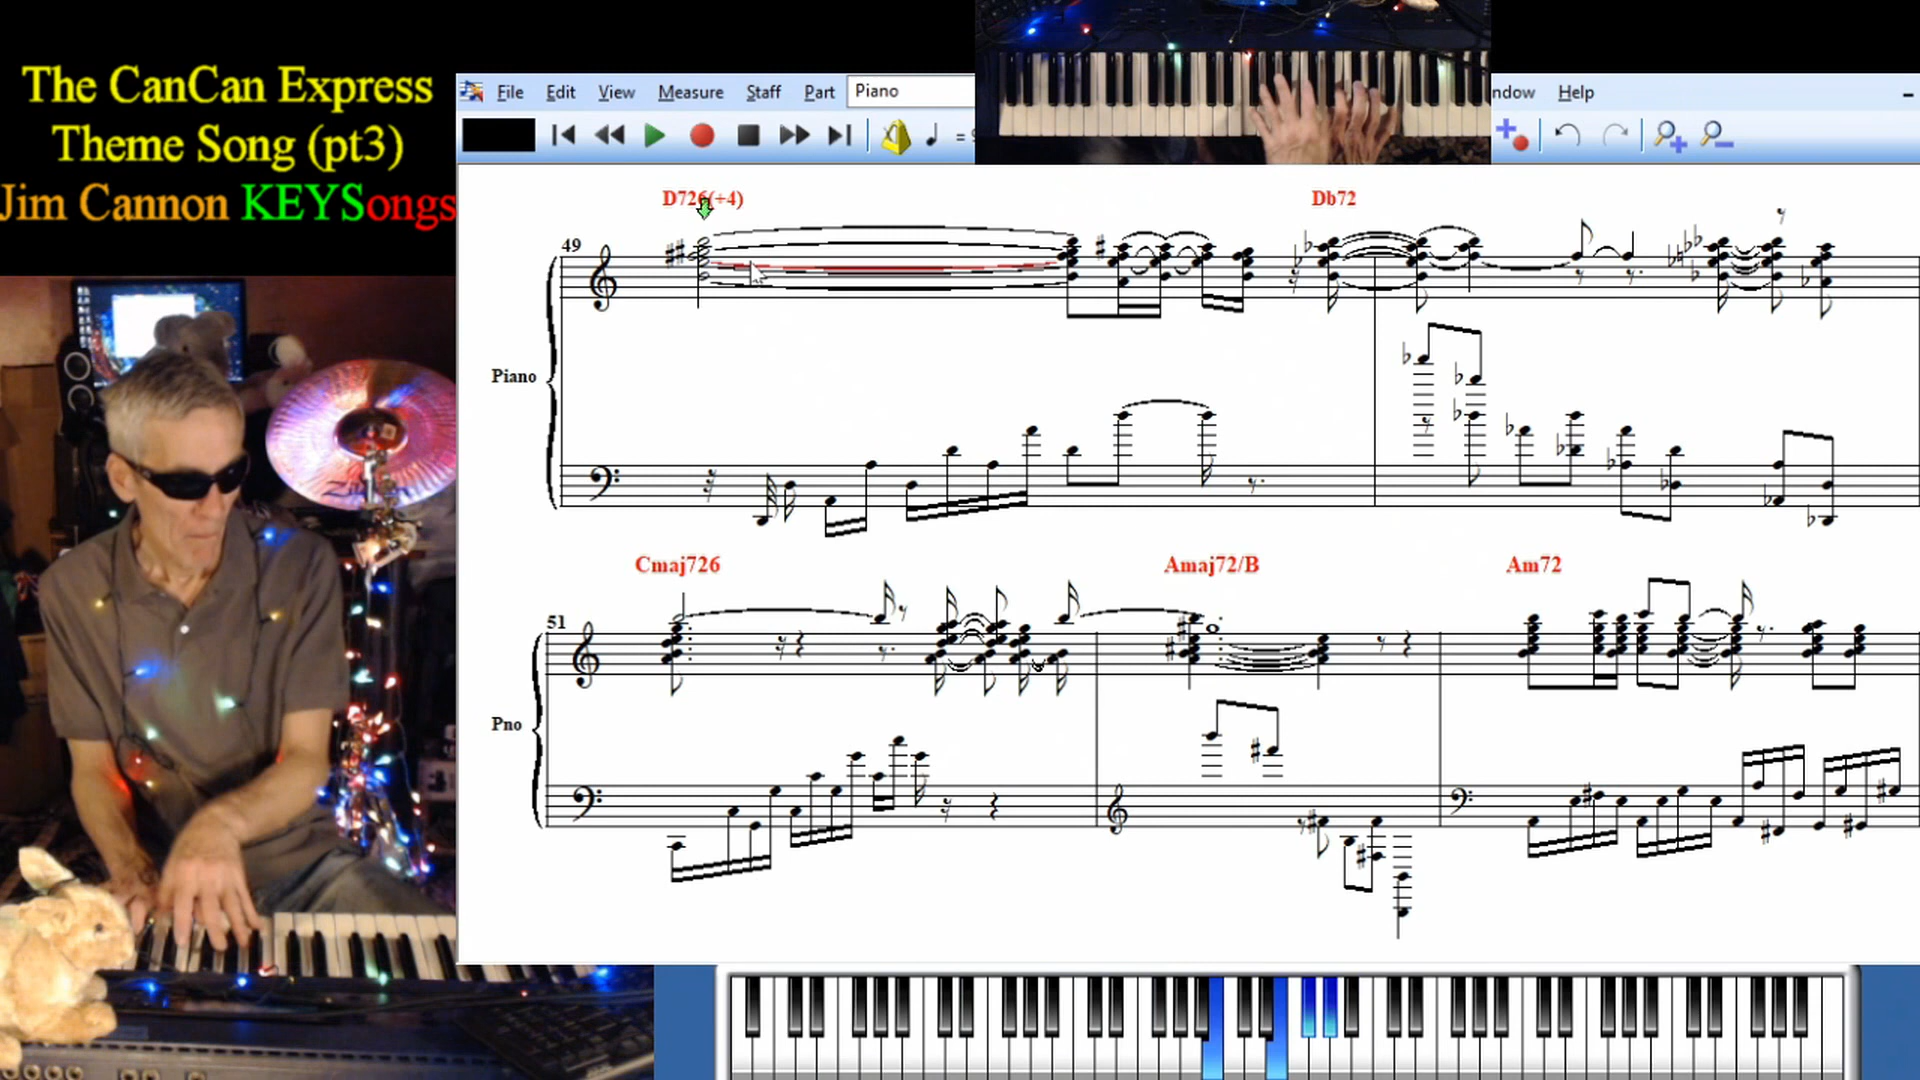 The CanCan Express
Theme Song (pt3)
Jim Cannon KEYSongs
File Edit View Measure Staff Part Piano
Help
D726(+4) Db72
49
Piano
Cmaj726 Amaj72/B Am72
51
Pno